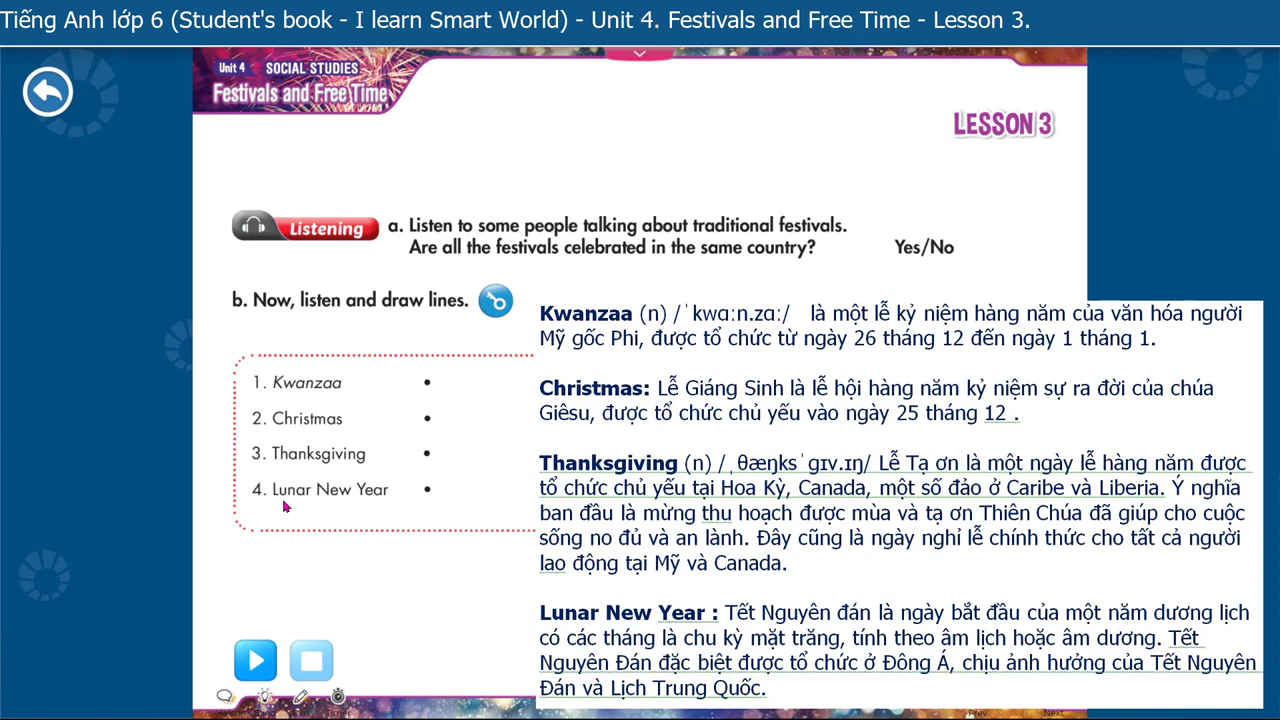 Tiếng Anh lớp 6 (Student's book - I learn Smart World) - Unit 4. Festivals and Free Time - Lesson 3.
Unit 4 SOCIAL STUDIES
Festivals and Free Time
LESSON 3
Listening a. Listen to some people talking about traditional festivals.
Are all the festivals celebrated in the same country? Yes/No
b. Now, listen and draw lines.
1. Kwanzaa •
2. Christmas •
3. Thanksgiving •
4. Lunar New Year •
Kwanzaa (n) /ˈkwɑːn.zɑː/ là một lễ kỷ niệm hàng năm của văn hóa người
Mỹ gốc Phi, được tổ chức từ ngày 26 tháng 12 đến ngày 1 tháng 1.
Christmas: Lễ Giáng Sinh là lễ hội hàng năm kỷ niệm sự ra đời của chúa
Giêsu, được tổ chức chủ yếu vào ngày 25 tháng 12 .
Thanksgiving (n) /ˌθæŋksˈɡɪv.ɪŋ/ Lễ Tạ ơn là một ngày lễ hàng năm được
tổ chức chủ yếu tại Hoa Kỳ, Canada, một số đảo ở Caribe và Liberia. Ý nghĩa
ban đầu là mừng thu hoạch được mùa và tạ ơn Thiên Chúa đã giúp cho cuộc
sống no đủ và an lành. Đây cũng là ngày nghỉ lễ chính thức cho tất cả người
lao động tại Mỹ và Canada.
Lunar New Year : Tết Nguyên đán là ngày bắt đầu của một năm dương lịch
có các tháng là chu kỳ mặt trăng, tính theo âm lịch hoặc âm dương. Tết
Nguyên Đán đặc biệt được tổ chức ở Đông Á, chịu ảnh hưởng của Tết Nguyên
Đán và Lịch Trung Quốc.
Prev Next